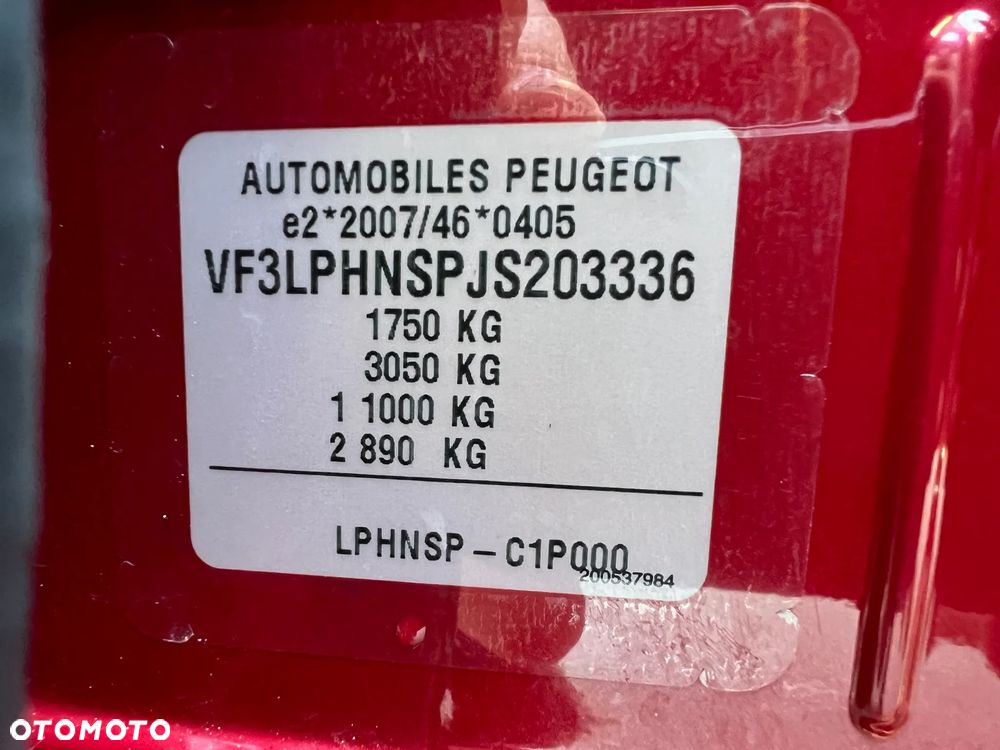 AUTOMOBILES PEUGEOT
e2*2007/46*0405
VF3LPHNSPJS203336
1750 KG
3050 KG
1 1000 KG
2 890 KG
LPHNSP - C1P000
200537984
OTOMOTO